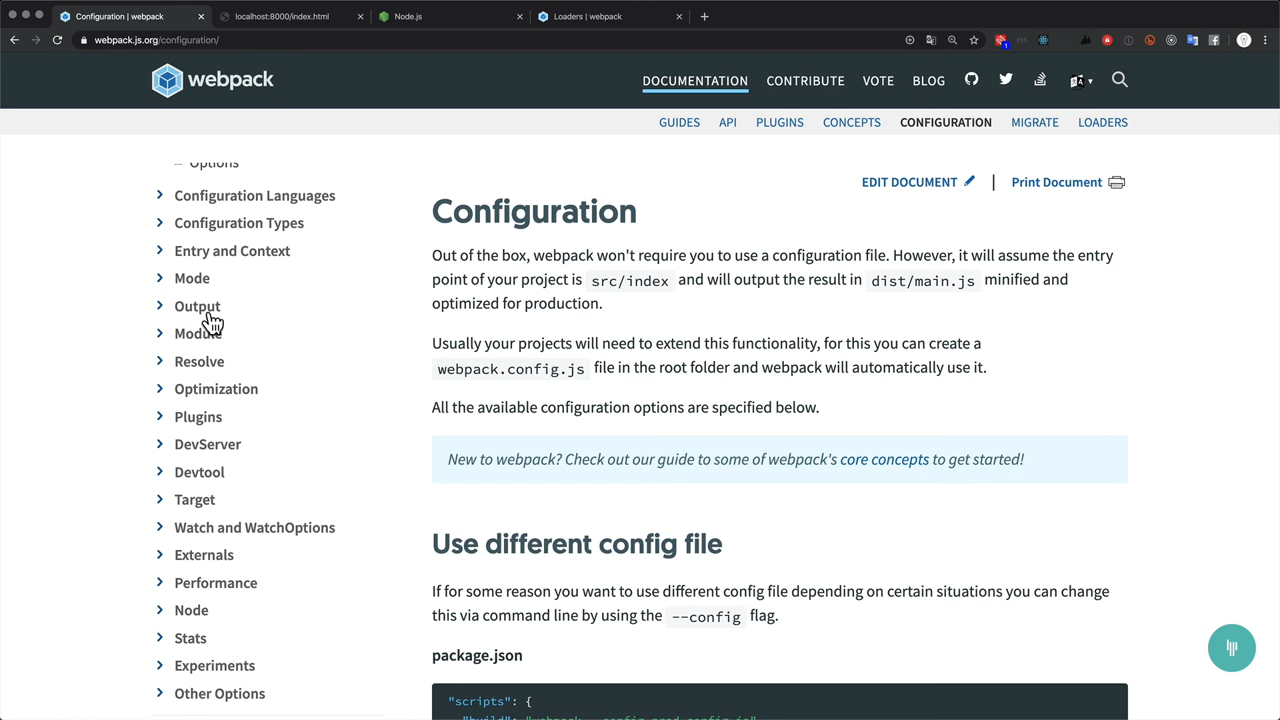 Configuration | webpack
localhost:8000/index.html
Node.js
Loaders | webpack
webpack.js.org/configuration/
webpack
DOCUMENTATION CONTRIBUTE VOTE BLOG
GUIDES API PLUGINS CONCEPTS CONFIGURATION MIGRATE LOADERS
Options
Configuration Languages
Configuration Types
Entry and Context
Mode
Output
Module
Resolve
Optimization
Plugins
DevServer
Devtool
Target
Watch and WatchOptions
Externals
Performance
Node
Stats
Experiments
Other Options
EDIT DOCUMENT | Print Document
Configuration
Out of the box, webpack won't require you to use a configuration file. However, it will assume the entry
point of your project is src/index and will output the result in dist/main.js minified and
optimized for production.
Usually your projects will need to extend this functionality, for this you can create a
webpack.config.js file in the root folder and webpack will automatically use it.
All the available configuration options are specified below.
New to webpack? Check out our guide to some of webpack's core concepts to get started!
Use different config file
If for some reason you want to use different config file depending on certain situations you can change
this via command line by using the --config flag.
package.json
"scripts": {
"build": "webpack --config prod.config.js"